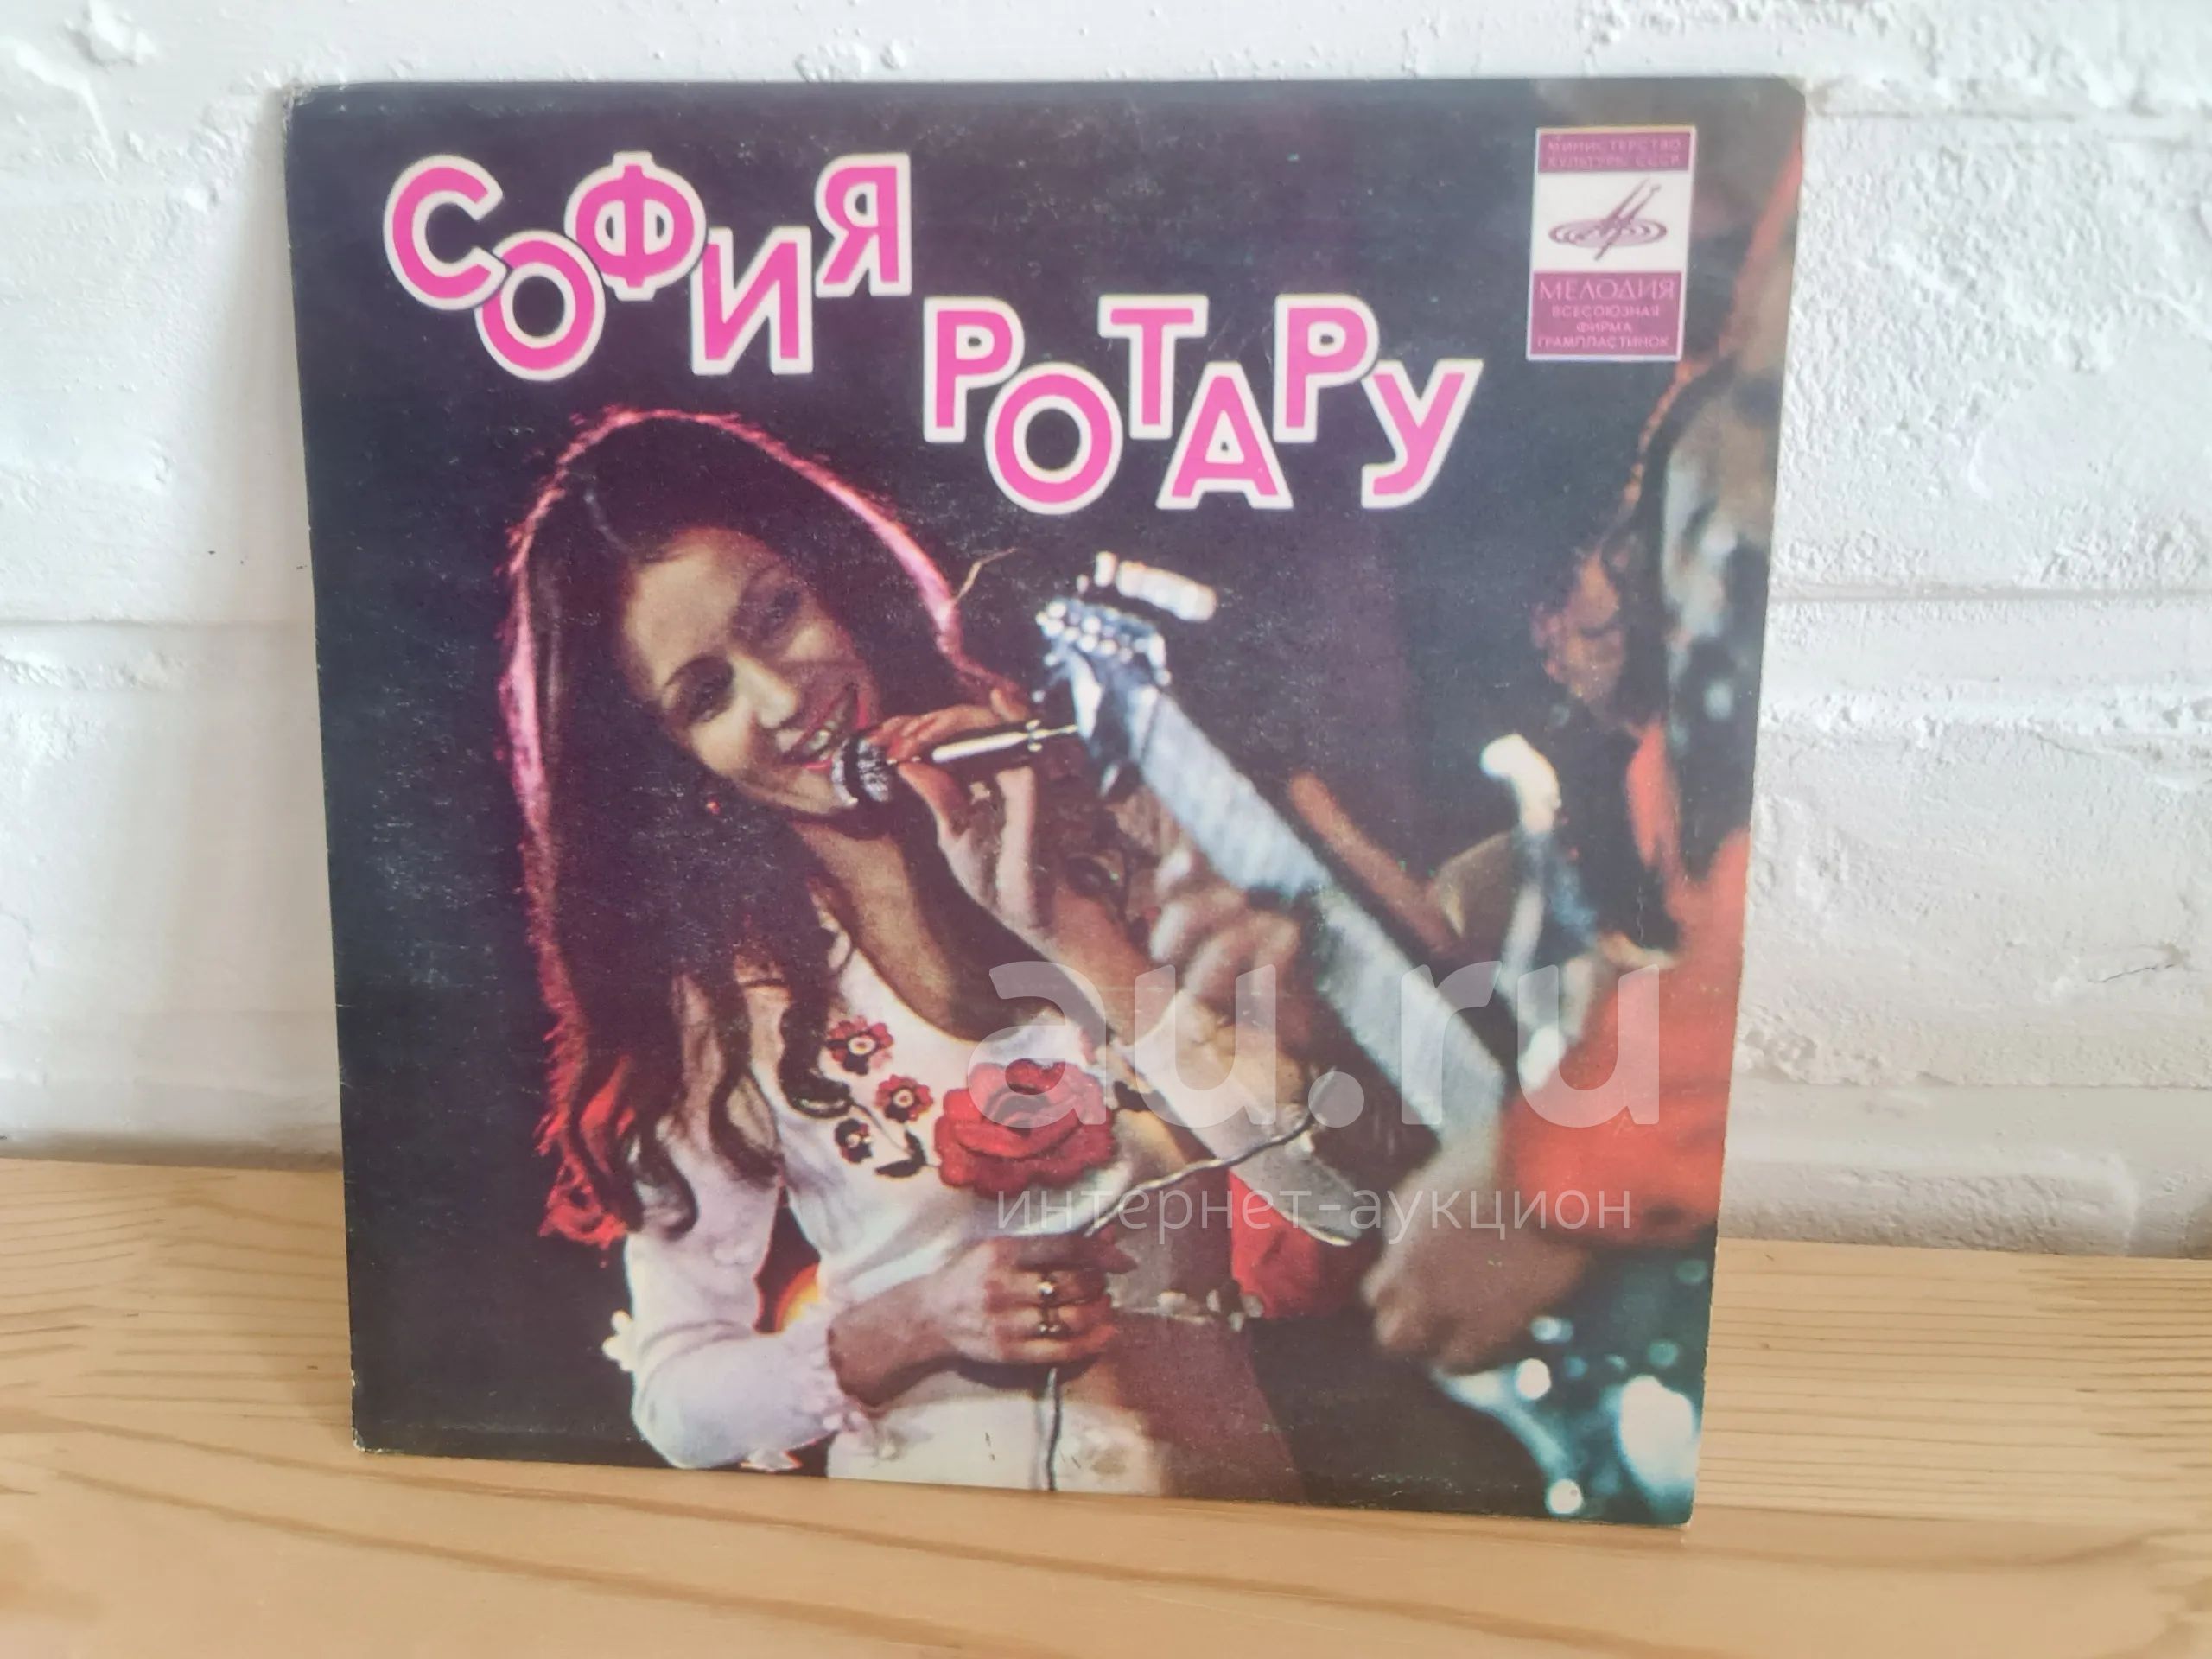 СОФИЯ
РОТАРУ
МИНИСТЕРСТВО
КУЛЬТУРЫ СССР
МЕЛОДИЯ
ВСЕСОЮЗНАЯ
ФИРМА
ГРАМПЛАСТИНОК
au.ru
интернет-аукцион